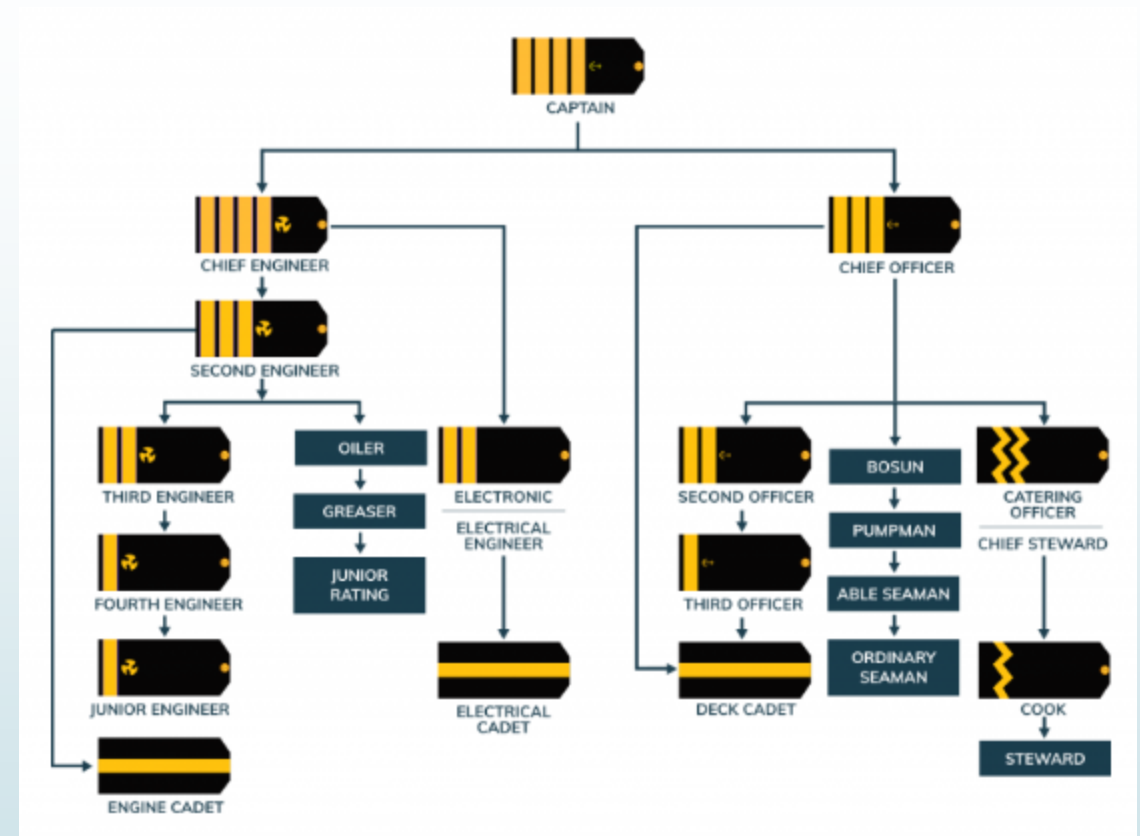 CAPTAIN
CHIEF ENGINEER
CHIEF OFFICER
SECOND ENGINEER
THIRD ENGINEER
OILER
GREASER
JUNIOR
RATING
ELECTRONIC
ELECTRICAL
ENGINEER
SECOND OFFICER
BOSUN
PUMPMAN
ABLE SEAMAN
ORDINARY
SEAMAN
CATERING
OFFICER
CHIEF STEWARD
FOURTH ENGINEER
THIRD OFFICER
JUNIOR ENGINEER
ELECTRICAL
CADET
DECK CADET
COOK
STEWARD
ENGINE CADET